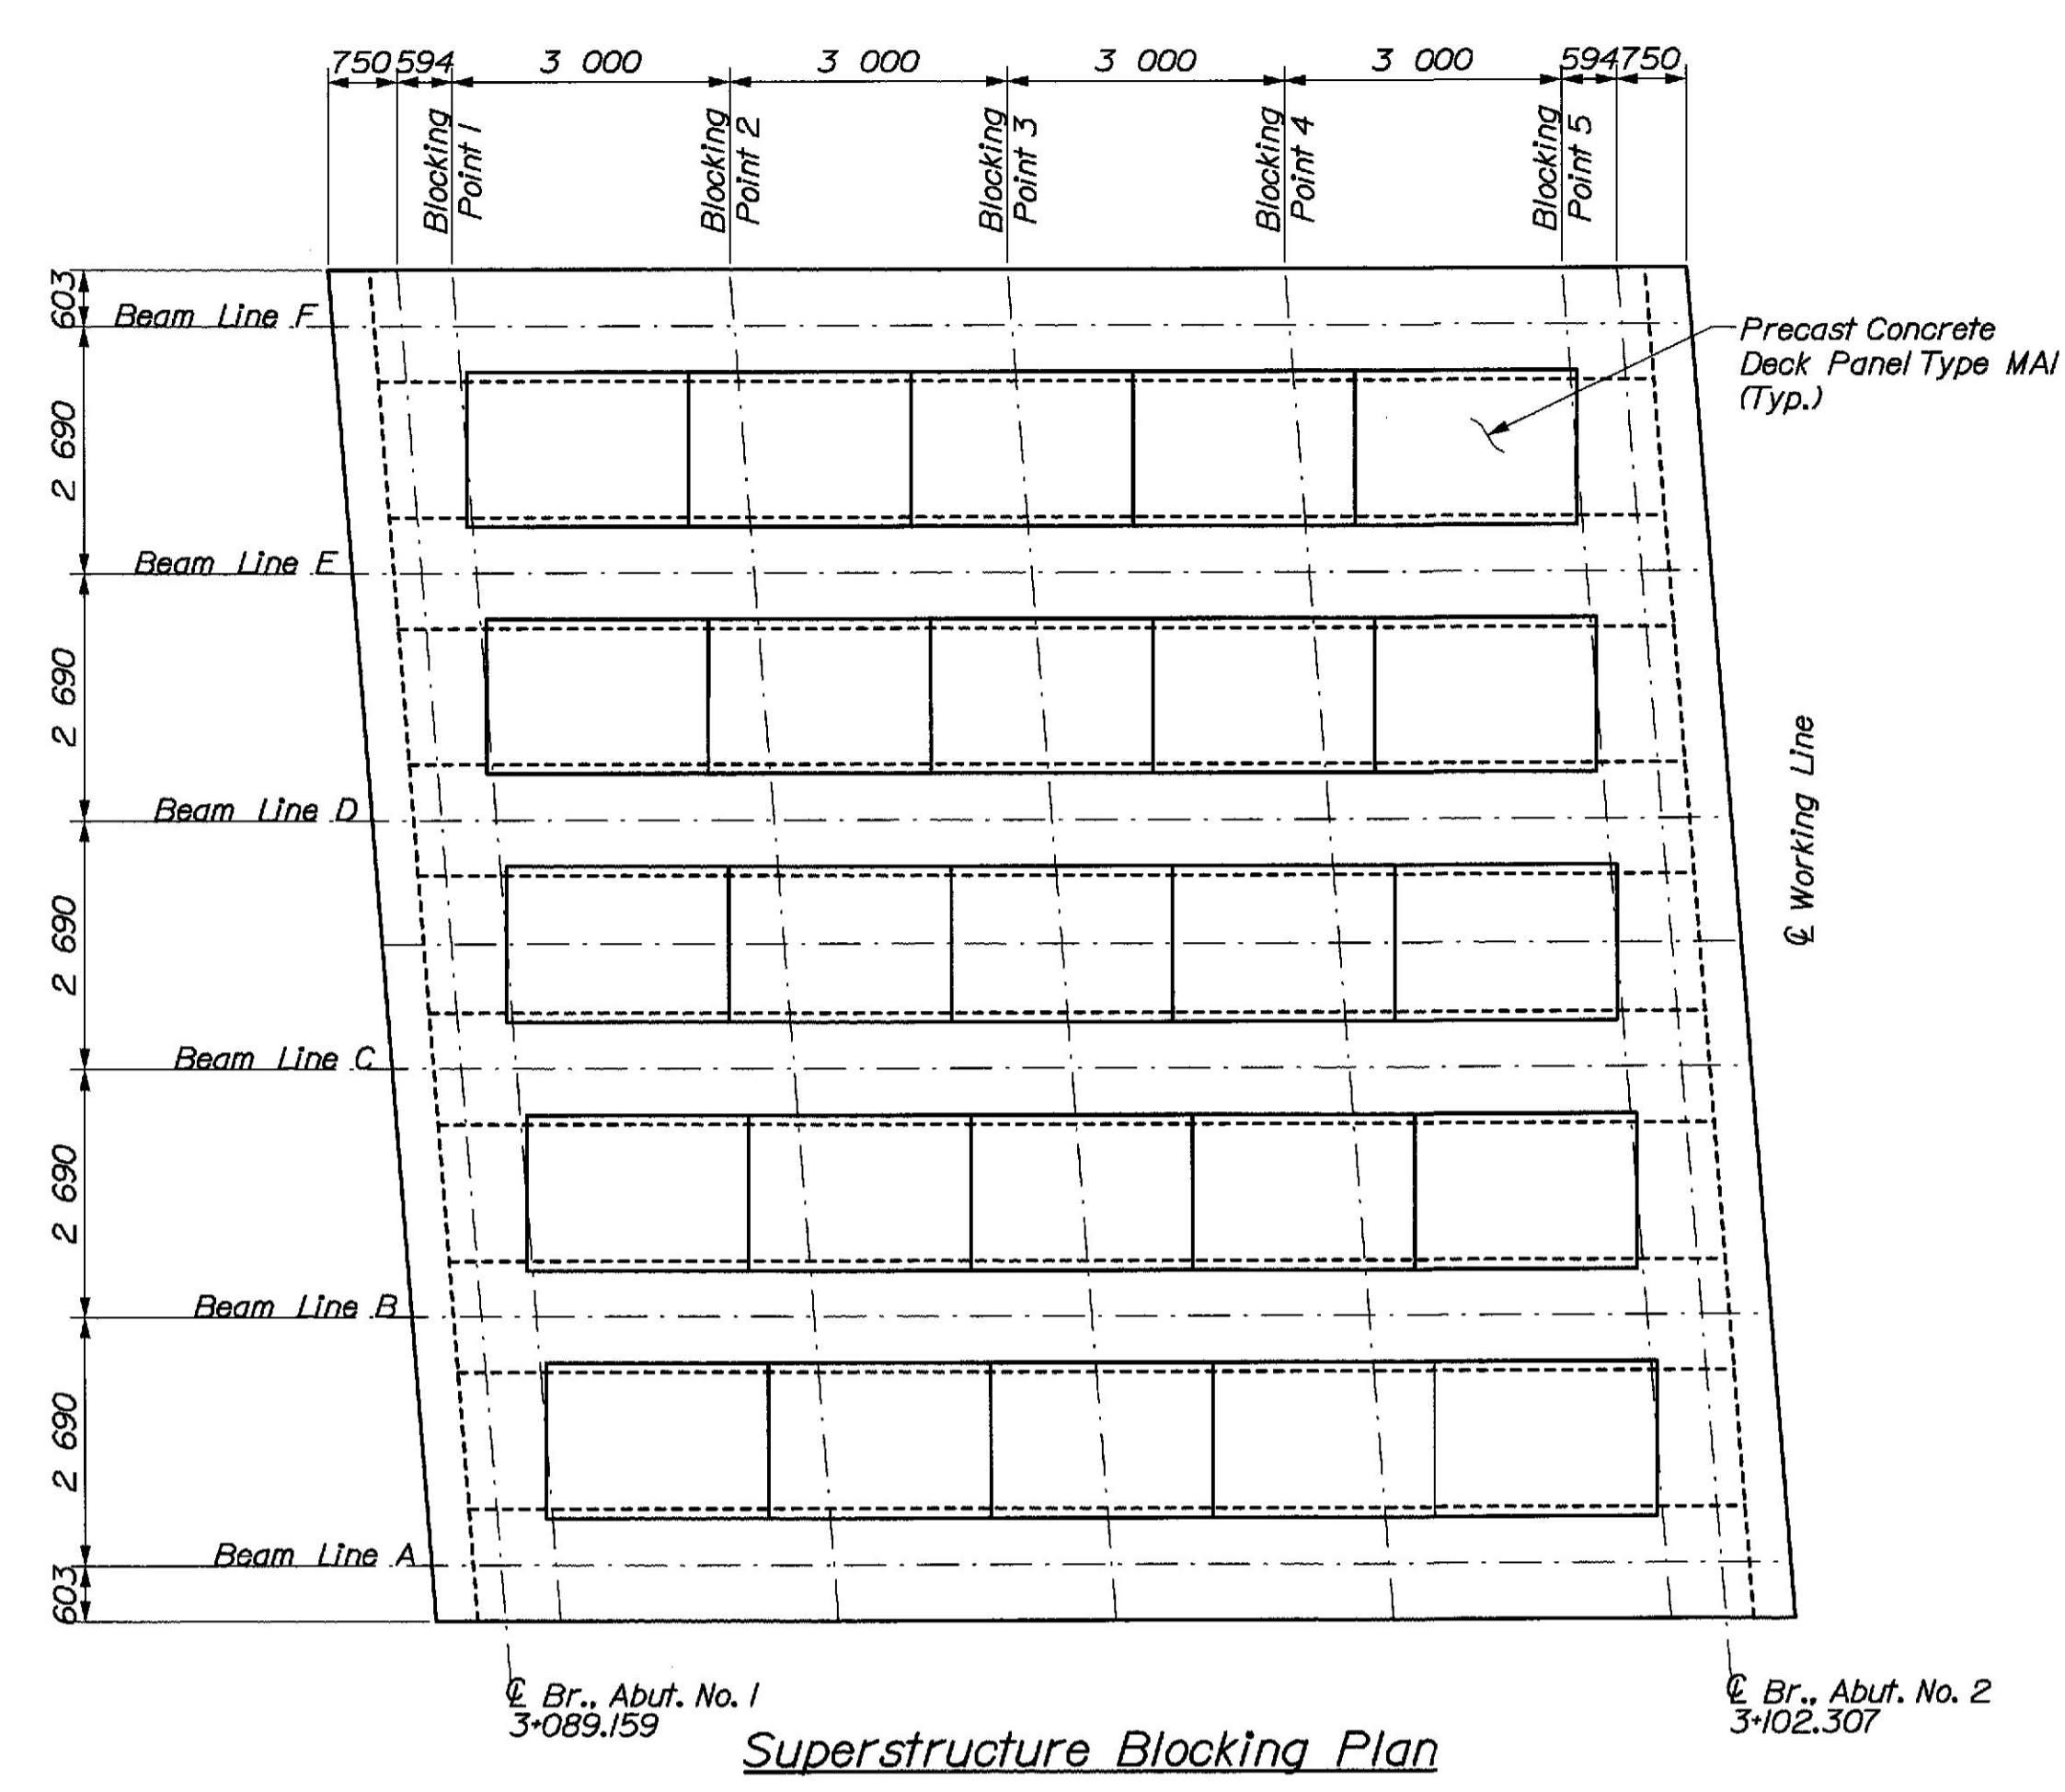 750 594 3 000 3 000 3 000 3 000 594 750
Blocking
Point 1
Blocking
Point 2
Blocking
Point 3
Blocking
Point 4
Blocking
Point 5
603
Beam Line F
Precast Concrete
Deck Panel Type MA1
(Typ.)
2 690
Beam Line E
2 690
Beam Line D
℄ Working Line
2 690
Beam Line C
2 690
Beam Line B
2 690
Beam Line A
603
℄ Br., Abut. No. 1
3+089.159
℄ Br., Abut. No. 2
3+102.307
Superstructure Blocking Plan